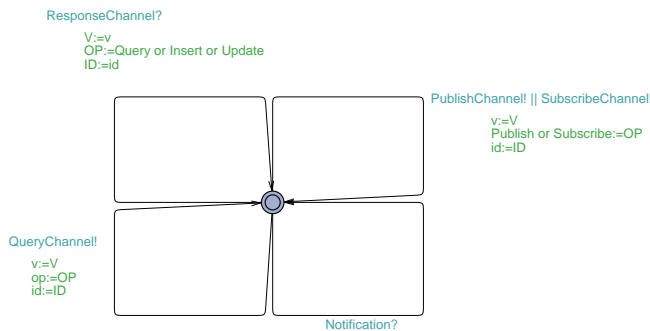 ResponseChannel?
V:=v
OP:=Query or Insert or Update
ID:=id
PublishChannel! || SubscribeChannel!
v:=V
Publish or Subscribe:=OP
id:=ID
QueryChannel!
v:=V
op:=OP
id:=ID
Notification?